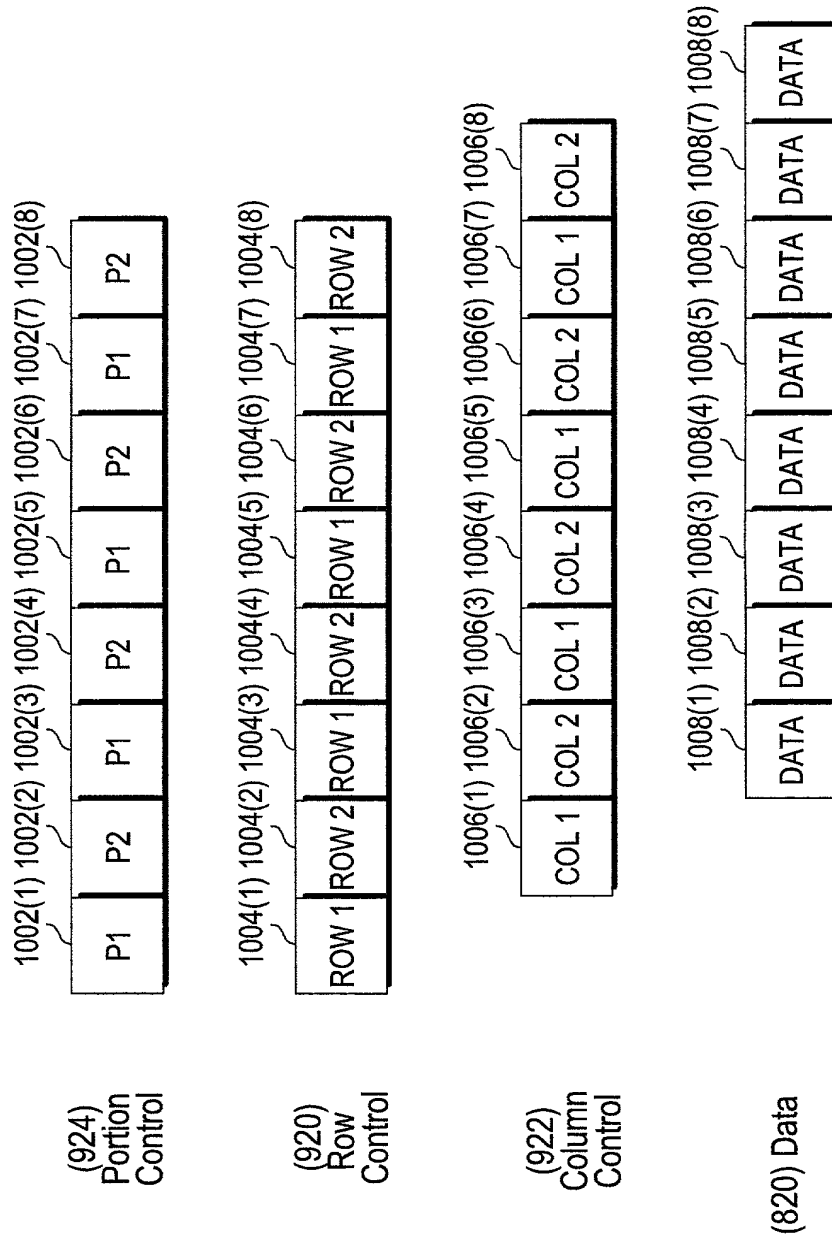 (924)
Portion
Control
1002(1) 1002(2) 1002(3) 1002(4) 1002(5) 1002(6) 1002(7) 1002(8)
P1 P2 P1 P2 P1 P2 P1 P2
(920)
Row
Control
1004(1) 1004(2) 1004(3) 1004(4) 1004(5) 1004(6) 1004(7) 1004(8)
ROW 1 ROW 2 ROW 1 ROW 2 ROW 1 ROW 2 ROW 1 ROW 2
(922)
Column
Control
1006(1) 1006(2) 1006(3) 1006(4) 1006(5) 1006(6) 1006(7) 1006(8)
COL 1 COL 2 COL 1 COL 2 COL 1 COL 2 COL 1 COL 2
(820) Data
1008(1) 1008(2) 1008(3) 1008(4) 1008(5) 1008(6) 1008(7) 1008(8)
DATA DATA DATA DATA DATA DATA DATA DATA